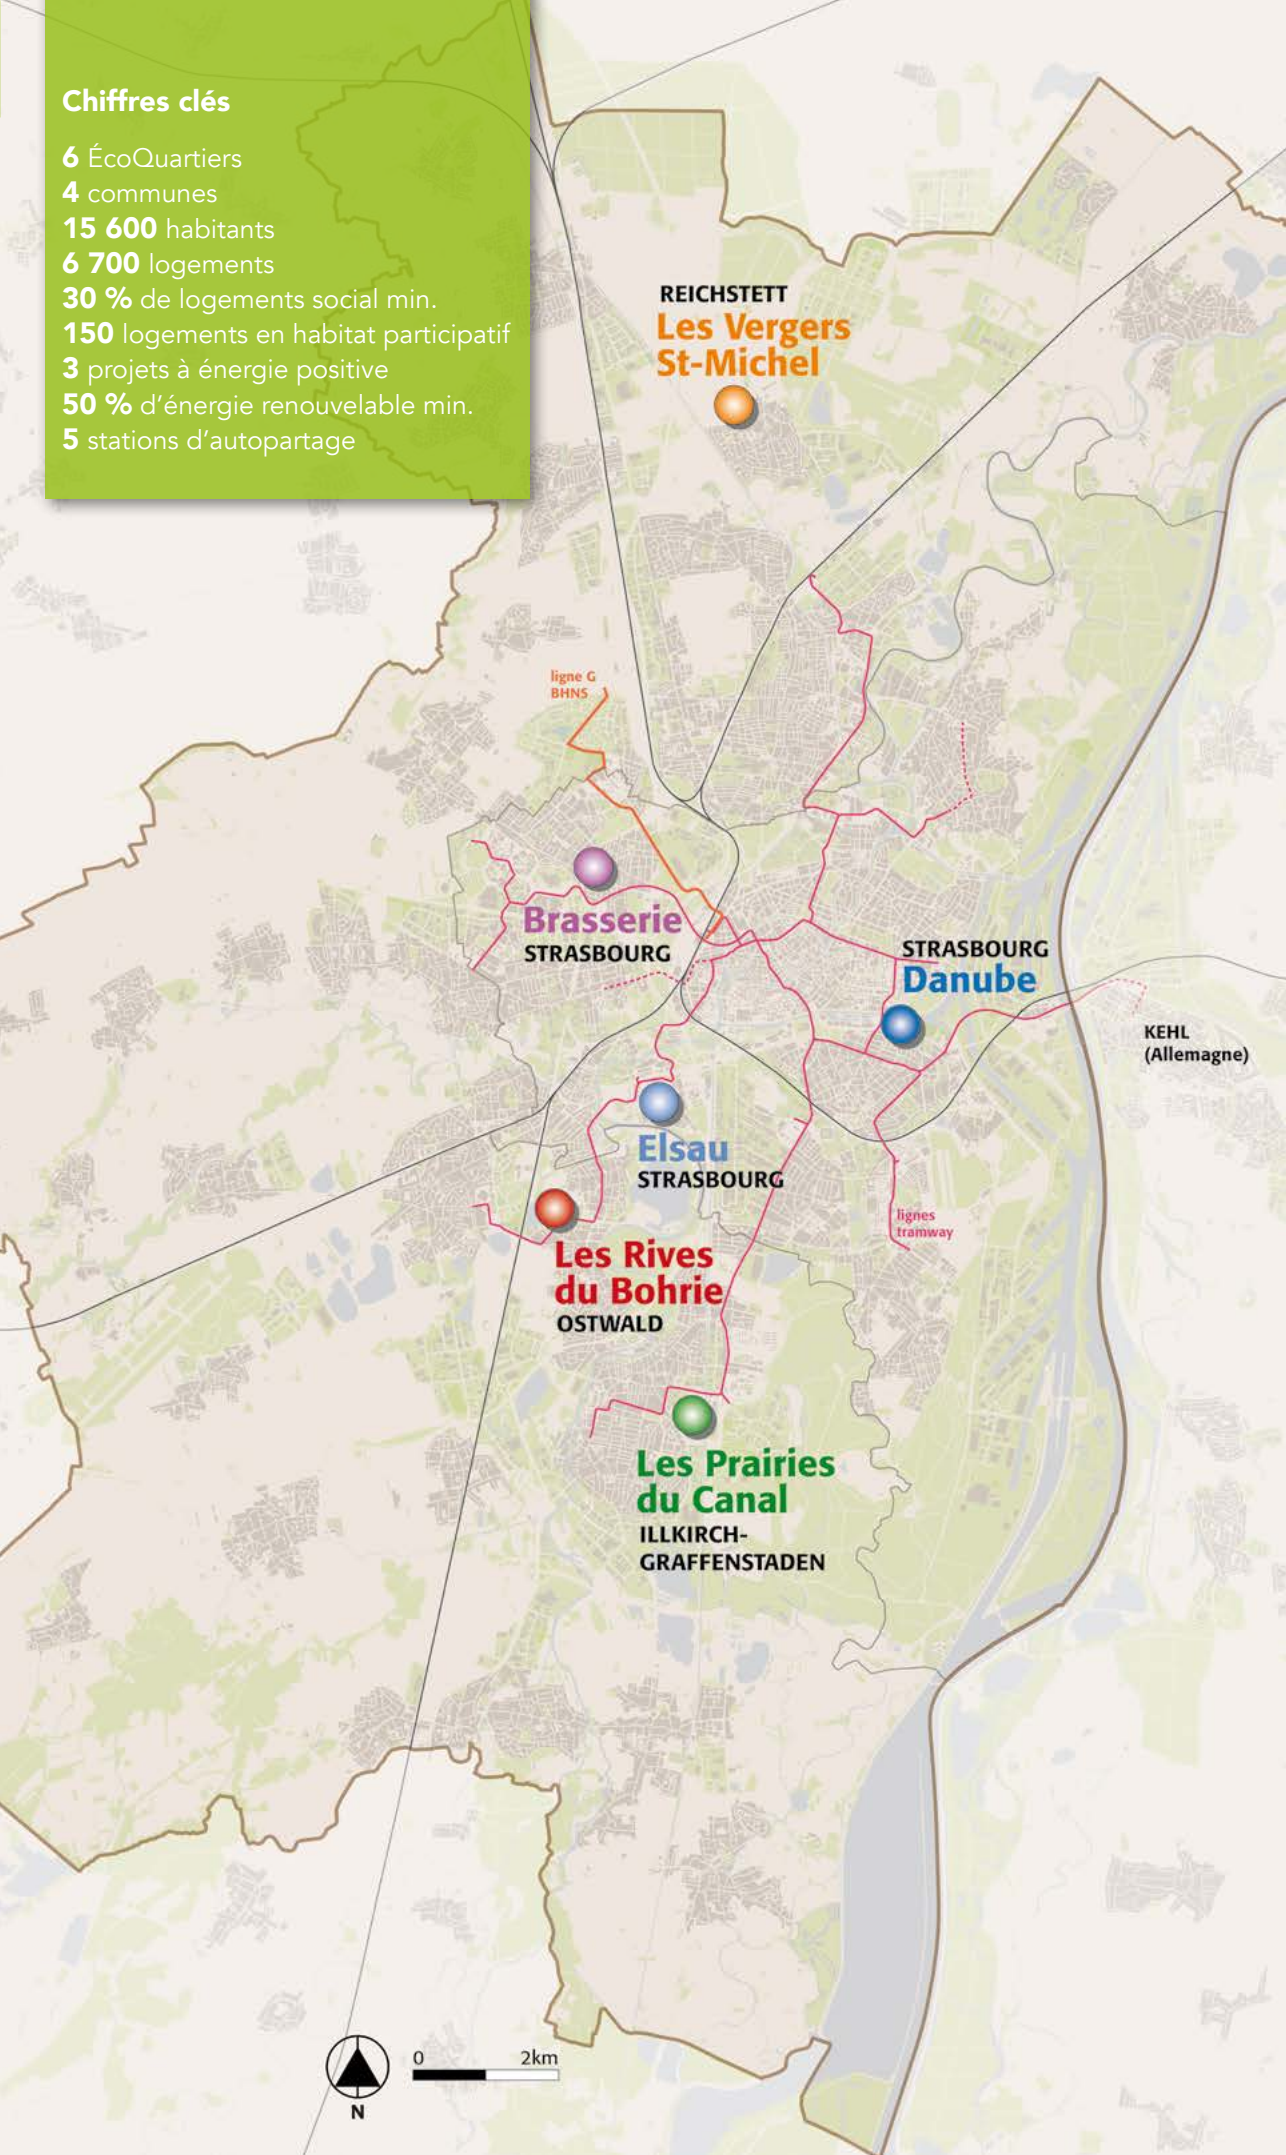 Chiffres clés
6 ÉcoQuartiers
4 communes
15 600 habitants
6 700 logements
30 % de logements social min.
150 logements en habitat participatif
3 projets à énergie positive
50 % d’énergie renouvelable min.
5 stations d’autopartage
REICHSTETT
Les Vergers
St-Michel
ligne G
BHNS
Brasserie
STRASBOURG
STRASBOURG
Danube
KEHL
(Allemagne)
Elsau
STRASBOURG
lignes
tramway
Les Rives
du Bohrie
OSTWALD
Les Prairies
du Canal
ILLKIRCH-
GRAFFENSTADEN
0 2km
N